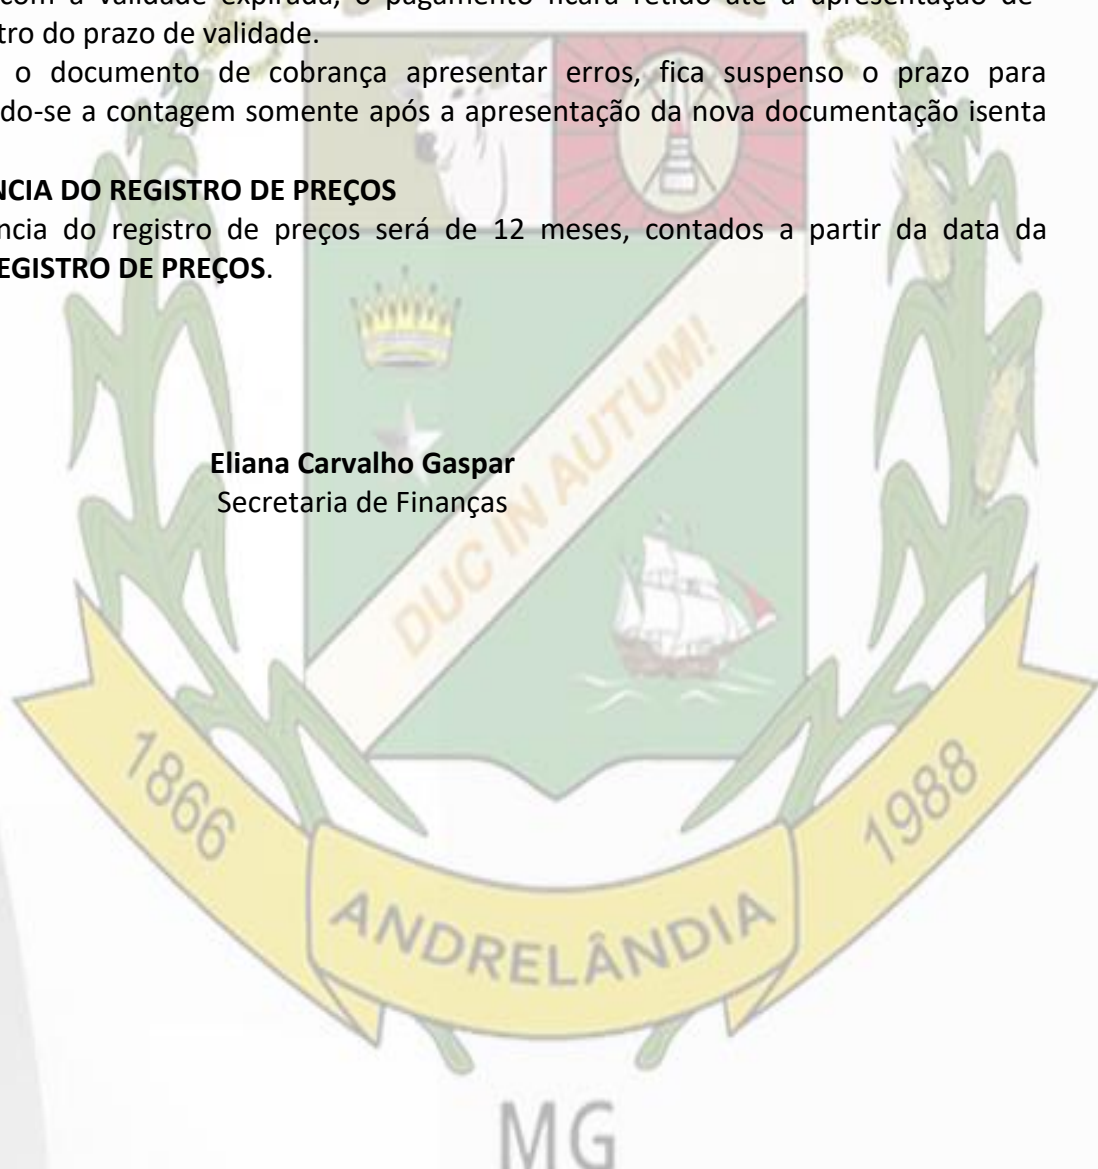 com a validade expirada, o pagamento ficará retido até a apresentação de
tro do prazo de validade.
o documento de cobrança apresentar erros, fica suspenso o prazo para
do-se a contagem somente após a apresentação da nova documentação isenta
NCIA DO REGISTRO DE PREÇOS
ncia do registro de preços será de 12 meses, contados a partir da data da
EGISTRO DE PREÇOS.
Eliana Carvalho Gaspar
Secretaria de Finanças
DUC IN AUTUM!
1866
ANDRELÂNDIA
1988
MG